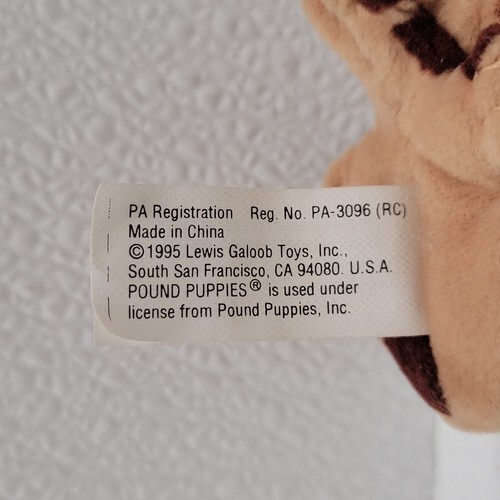 PA Registration Reg. No. PA-3096 (RC)
Made in China
©1995 Lewis Galoob Toys, Inc.,
South San Francisco, CA 94080. U.S.A.
POUND PUPPIES® is used under
license from Pound Puppies, Inc.